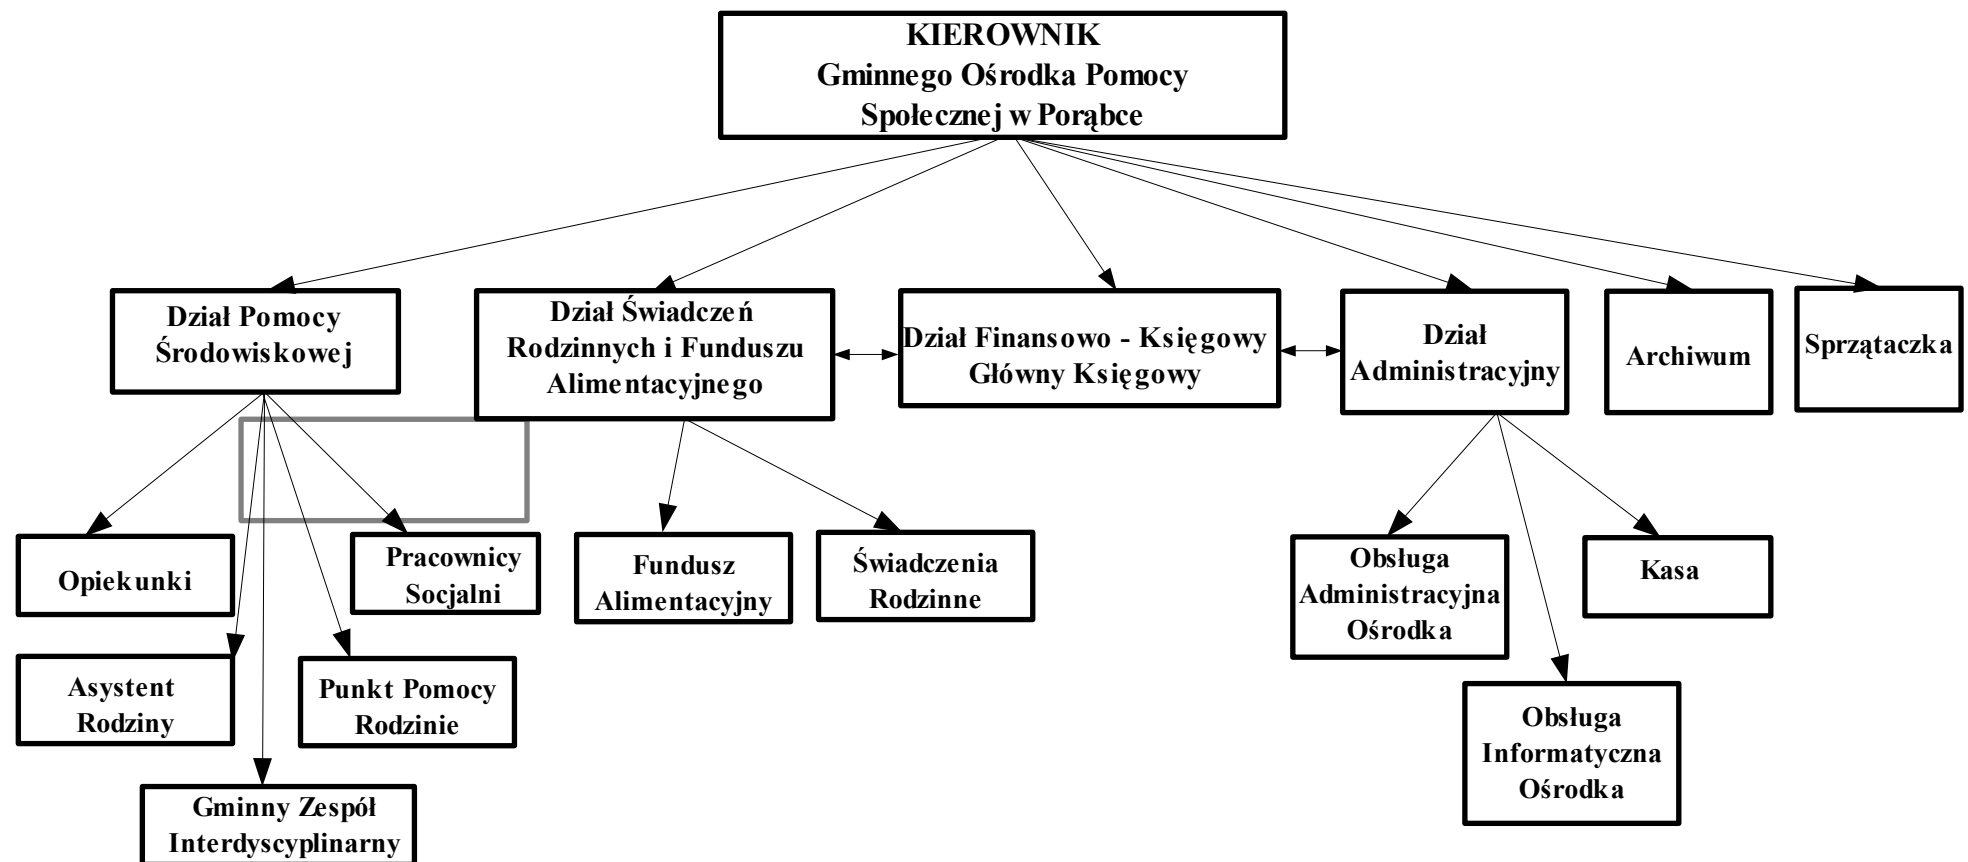 KIEROWNIK
Gminnego Ośrodka Pomocy
Społecznej w Porąbce
Dział Pomocy
Środowiskowej
Dział Świadczeń
Rodzinnych i Funduszu
Alimentacyjnego
Dział Finansowo - Księgowy
Główny Księgowy
Dział
Administracyjny
Archiwum
Sprzątaczka
Opiekunki
Pracownicy
Socjalni
Fundusz
Alimentacyjny
Świadczenia
Rodzinne
Obsługa
Administracyjna
Ośrodka
Kasa
Asystent
Rodziny
Punkt Pomocy
Rodzinie
Obsługa
Informatyczna
Ośrodka
Gminny Zespół
Interdyscyplinarny